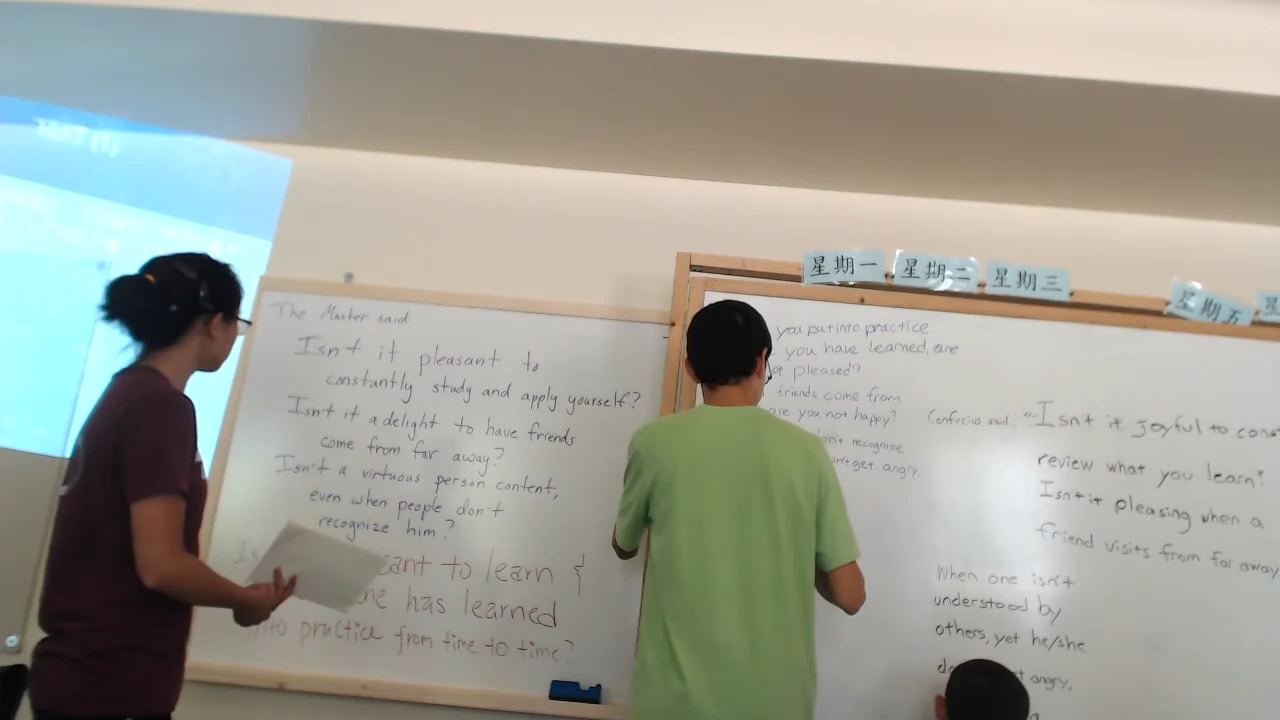 The Master said
Isn't it pleasant to
constantly study and apply yourself?
Isn't it a delight to have friends
come from far away?
Isn't a virtuous person content,
even when people don't
recognize him?
to learn &
he has learned
into practice from time to time?
星期一
星期二
星期三
星期五
you put into practice
you have learned, are
pleased?
friends come from
are you not happy?
don't recognize
get angry.
Confucius said, "Isn't it joyful to
review what you learn?
Isn't it pleasing when a
friend visits from far away
When one isn't
understood by
others, yet he/she
angry,